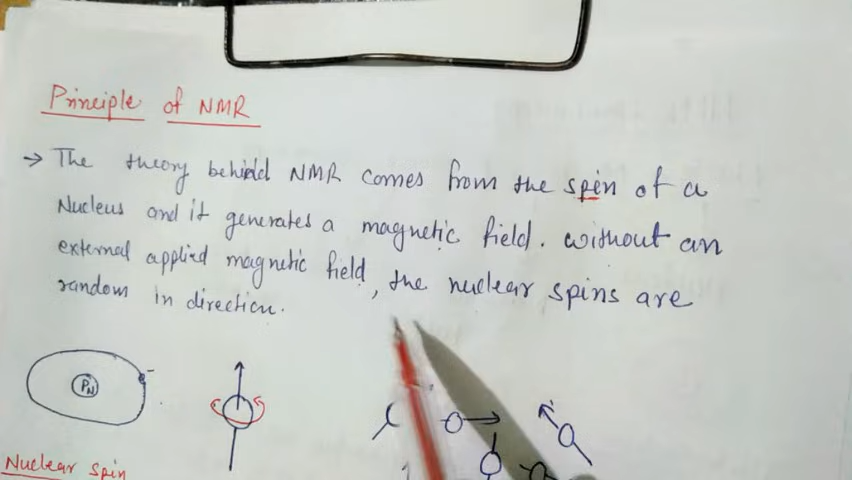 Principle of NMR
→ The theory behind NMR comes from the spin of a
Nucleus and it generates a magnetic field. without an
external applied magnetic field, the nuclear spins are
random in direction.
PN
e-
Nuclear spin